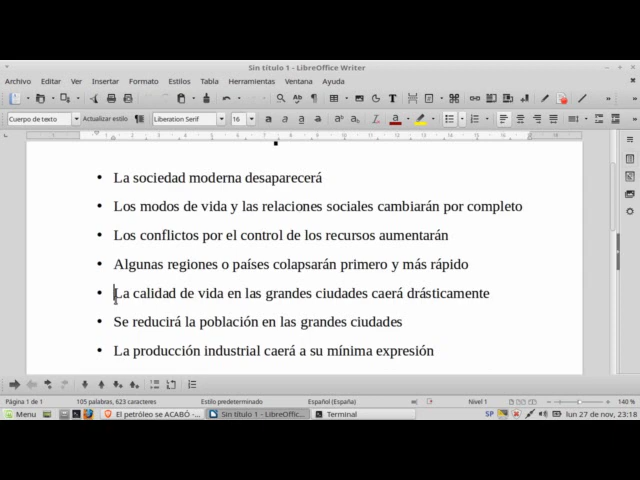 Sin título 1 - LibreOffice Writer
Archivo Editar Ver Insertar Formato Estilos Tabla Herramientas Ventana Ayuda
Cuerpo de texto Actualizar estilo Liberation Serif 16
• La sociedad moderna desaparecerá
• Los modos de vida y las relaciones sociales cambiarán por completo
• Los conflictos por el control de los recursos aumentarán
• Algunas regiones o países colapsarán primero y más rápido
• La calidad de vida en las grandes ciudades caerá drásticamente
• Se reducirá la población en las grandes ciudades
• La producción industrial caerá a su mínima expresión
Página 1 de 1 105 palabras, 623 caracteres Estilo predeterminado Español (España) Nivel 1 140 %
Menu El petróleo se ACABÓ -... Sin título 1 - LibreOffic... Terminal SP lun 27 de nov, 23:18